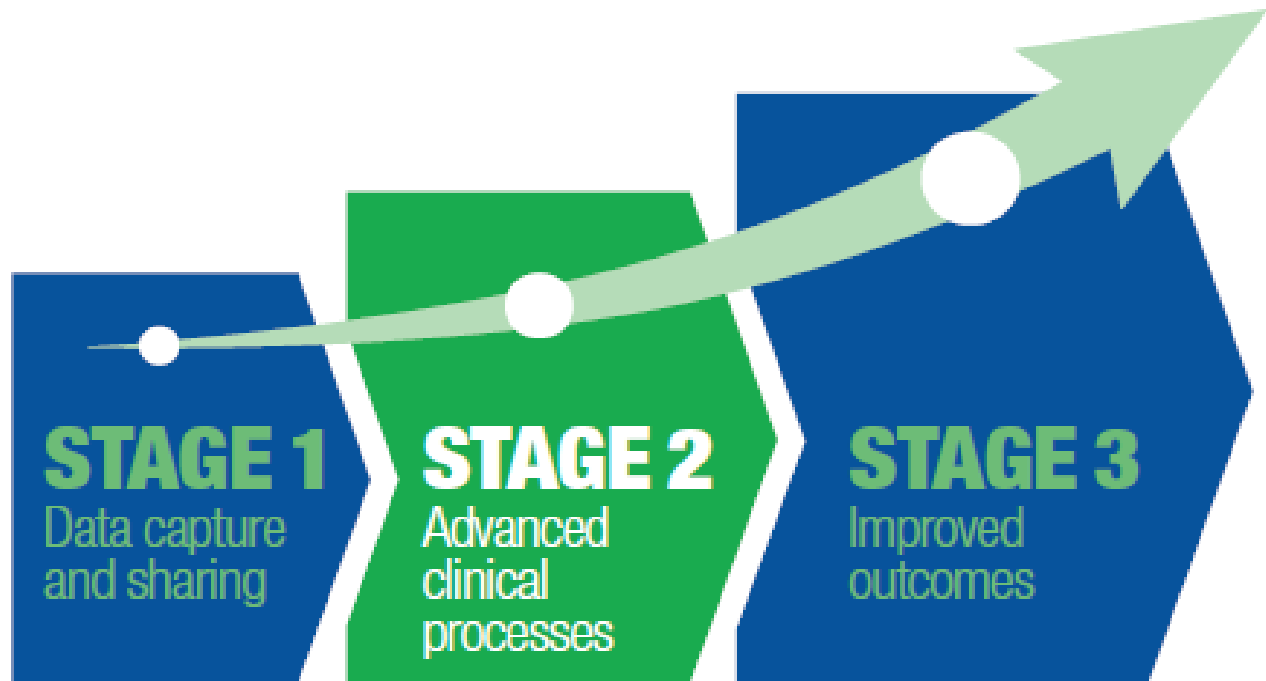 STAGE 1
Data capture
and sharing
STAGE 2
Advanced
clinical
processes
STAGE 3
Improved
outcomes